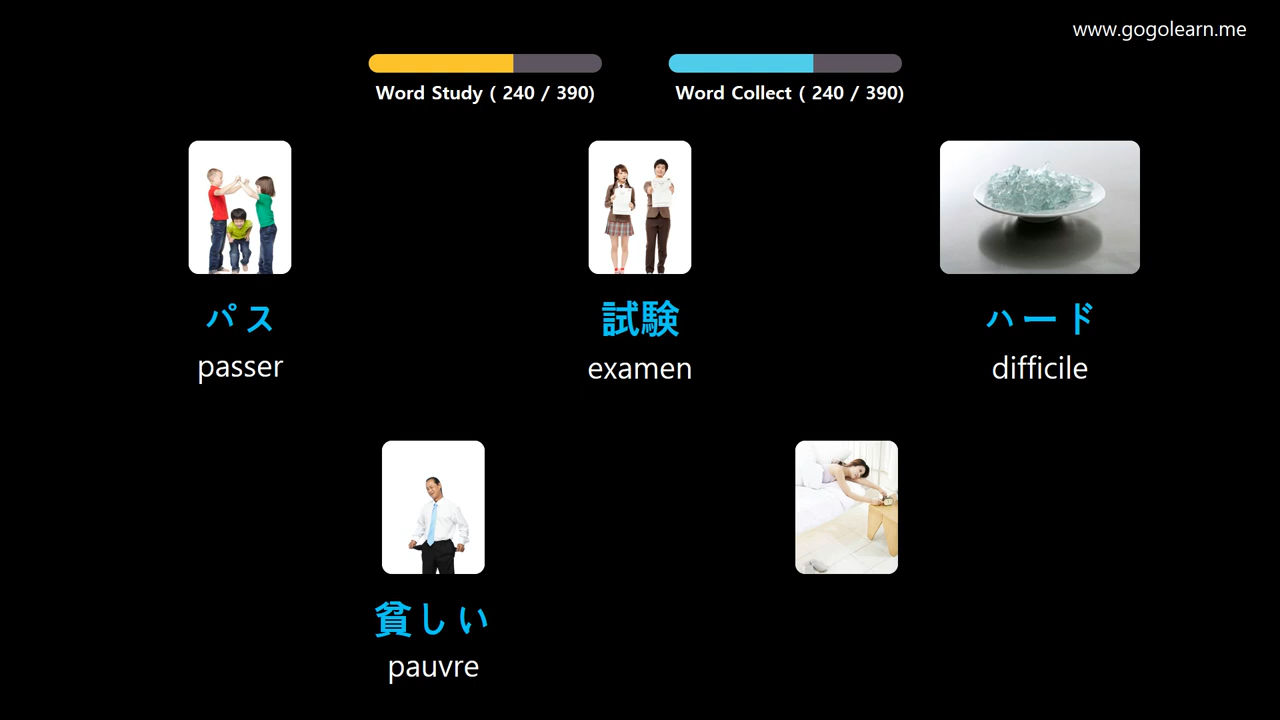 www.gogolearn.me
Word Study ( 240 / 390)
Word Collect ( 240 / 390)
パス
passer
試験
examen
ハード
difficile
貧しい
pauvre